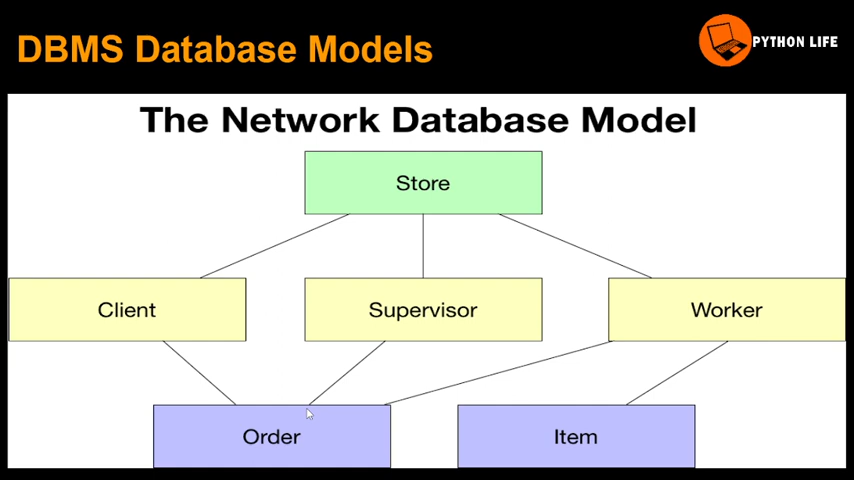 DBMS Database Models
PYTHON LIFE
The Network Database Model
Store
Client
Supervisor
Worker
Order
Item